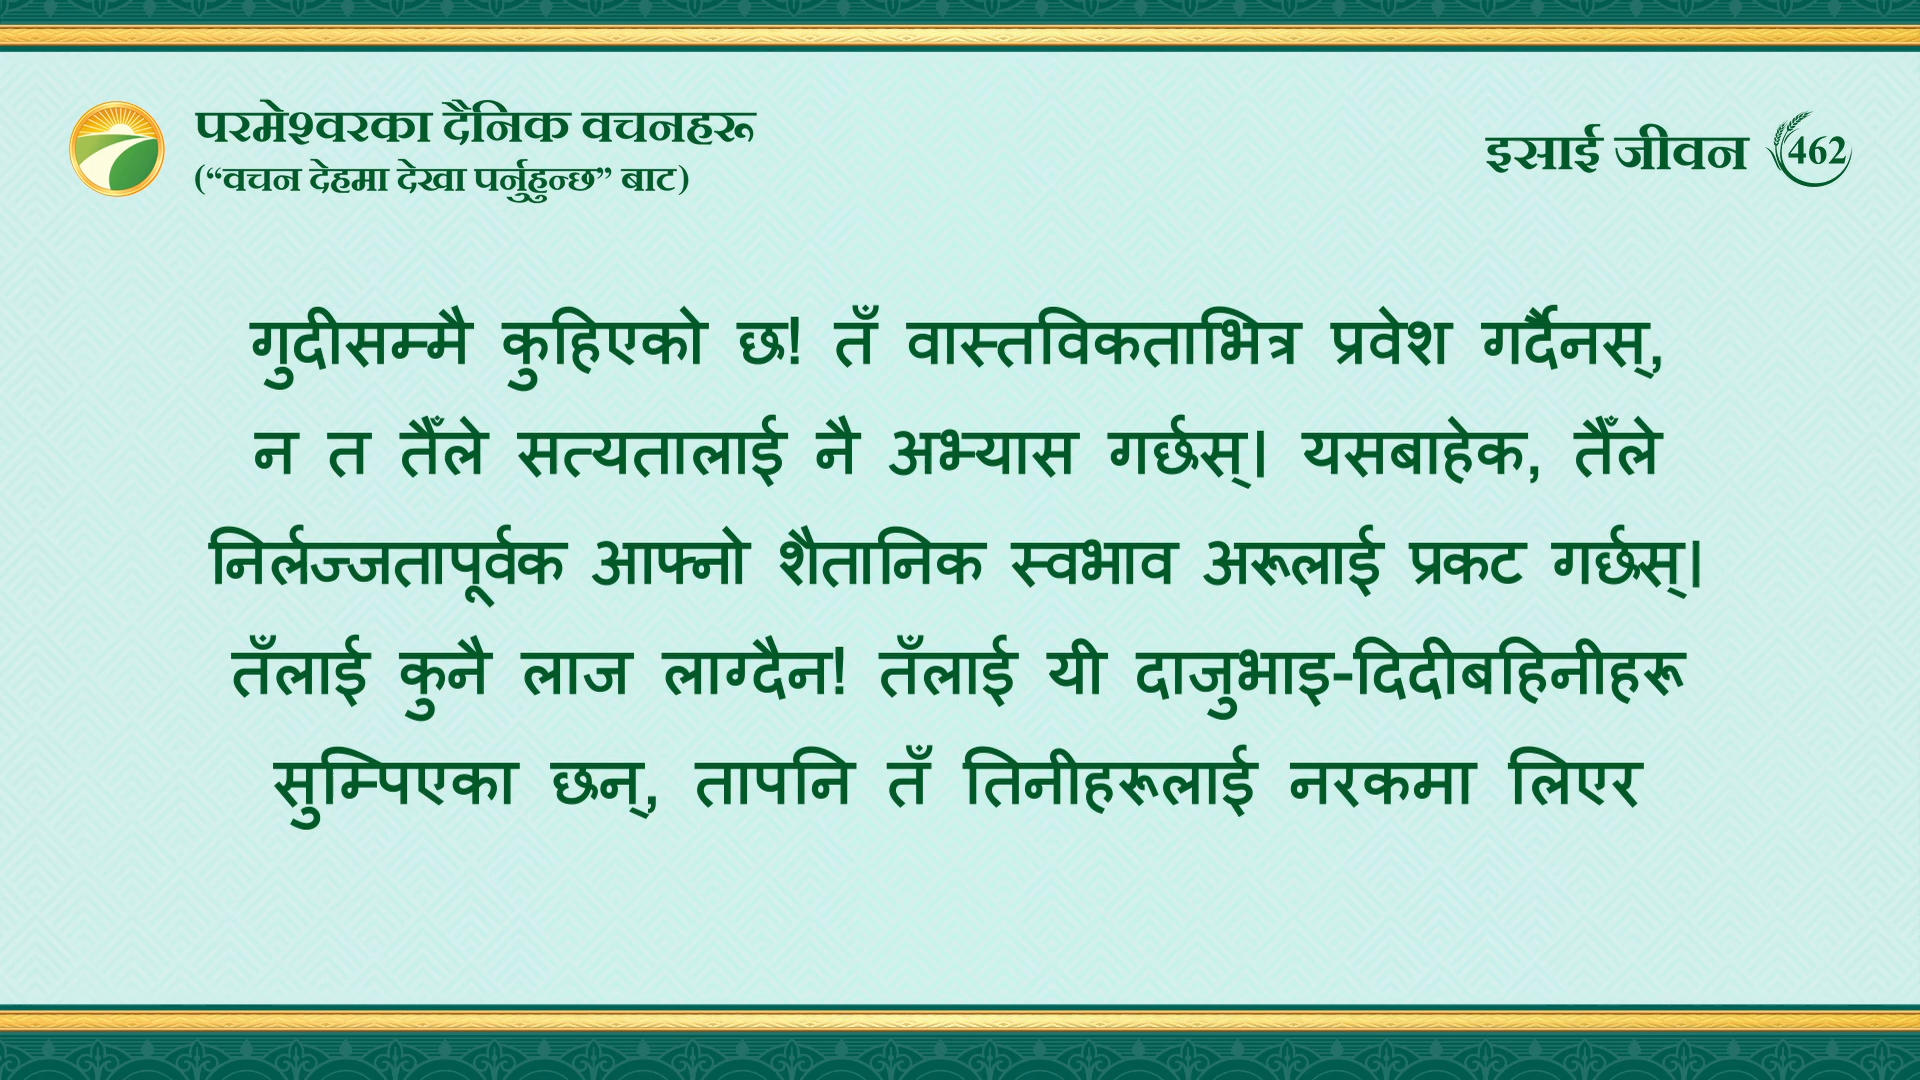 परमेश्वरका दैनिक वचनहरू
(“वचन देहमा देखा पर्नुहुन्छ” बाट)
इसाई जीवन 462
गुदीसम्मै कुहिएको छ! तँ वास्तविकताभित्र प्रवेश गर्दैनस्,
न त तैँले सत्यतालाई नै अभ्यास गर्छस्। यसबाहेक, तैँले
निर्लज्जतापूर्वक आफ्नो शैतानिक स्वभाव अरूलाई प्रकट गर्छस्।
तँलाई कुनै लाज लाग्दैन! तँलाई यी दाजुभाइ-दिदीबहिनीहरू
सुम्पिएका छन्, तापनि तँ तिनीहरूलाई नरकमा लिएर